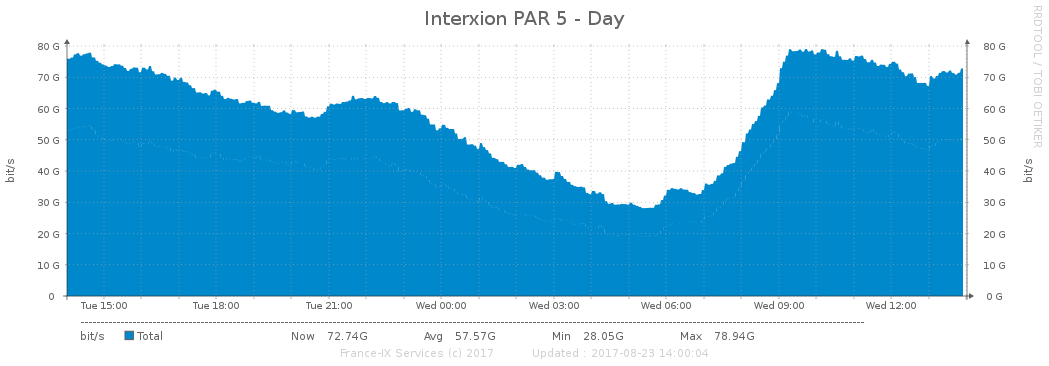 Interxion PAR 5 - Day
RRDTOOL / TOBI OETIKER
bit/s
80 G
70 G
60 G
50 G
40 G
30 G
20 G
10 G
0
80 G
70 G
60 G
50 G
40 G
30 G
20 G
10 G
0 G
bit/s
Tue 15:00 Tue 18:00 Tue 21:00 Wed 00:00 Wed 03:00 Wed 06:00 Wed 09:00 Wed 12:00
bit/s Total Now 72.74G Avg 57.57G Min 28.05G Max 78.94G
France-IX Services (c) 2017 Updated : 2017-08-23 14:00:04